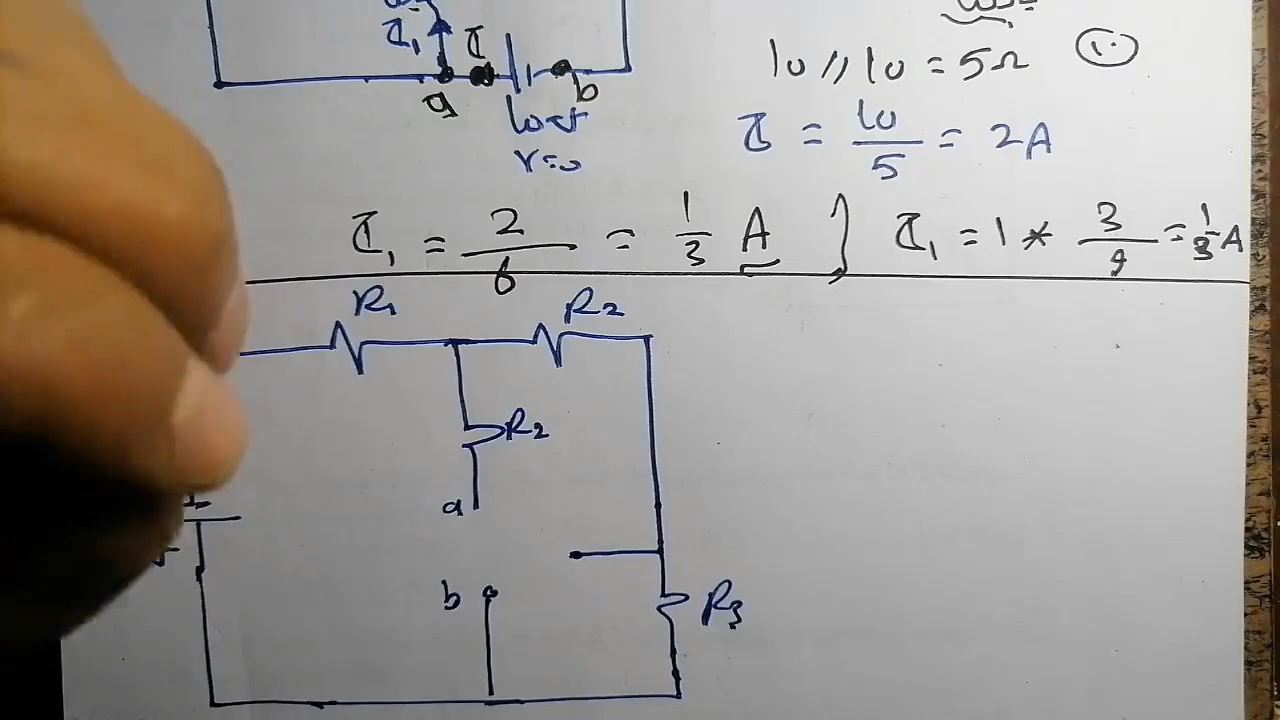 I₁ I
a b
10v
r=0
10 // 10 = 5Ω
I = 10/5 = 2A
I₁ = 2/6 = 1/3 A } I₁ = 1 * 3/9 = 1/3 A
R₁ R₂
R₂
a
b R₃